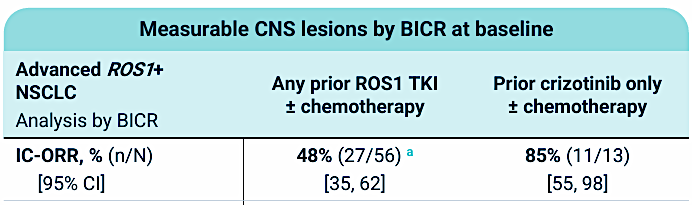 Measurable CNS lesions by BICR at baseline
Advanced ROS1+
NSCLC
Analysis by BICR
Any prior ROS1 TKI
± chemotherapy
Prior crizotinib only
± chemotherapy
IC-ORR, % (n/N)
[95% CI]
48% (27/56) a
[35, 62]
85% (11/13)
[55, 98]